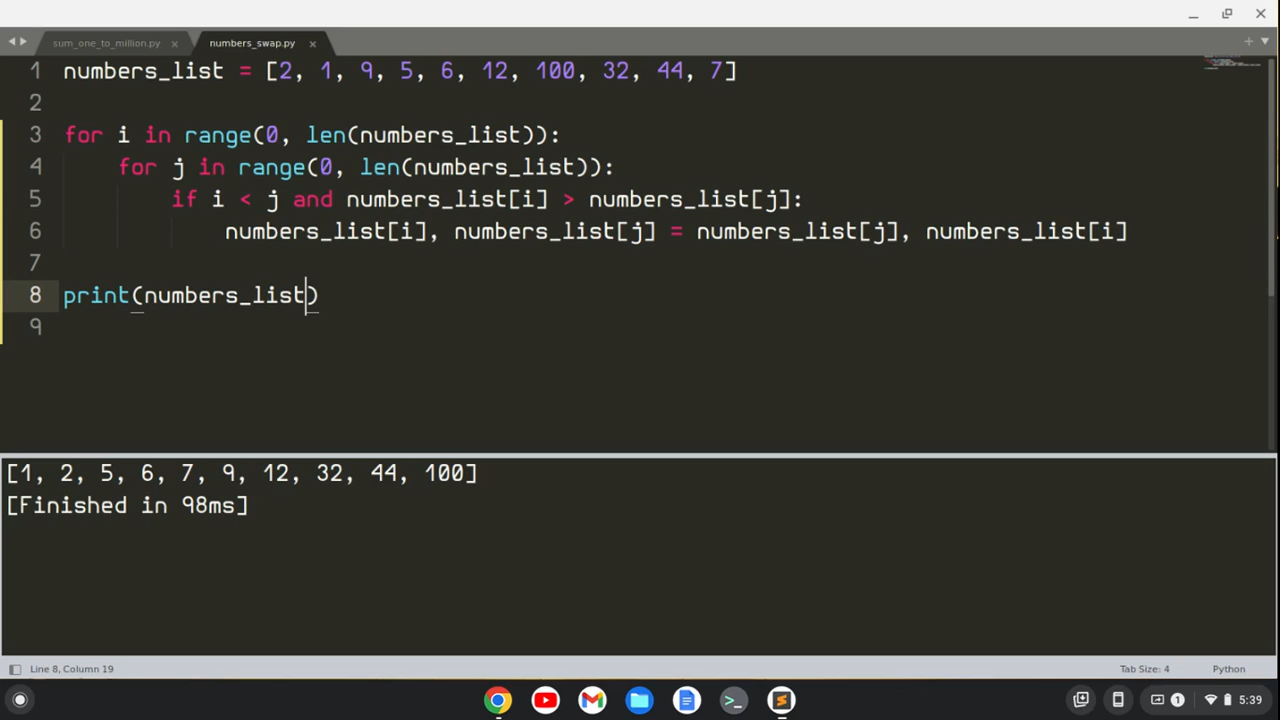 sum_one_to_million.py
numbers_swap.py
1 numbers_list = [2, 1, 9, 5, 6, 12, 100, 32, 44, 7]
2
3 for i in range(0, len(numbers_list)):
4     for j in range(0, len(numbers_list)):
5         if i < j and numbers_list[i] > numbers_list[j]:
6             numbers_list[i], numbers_list[j] = numbers_list[j], numbers_list[i]
7
8 print(numbers_list)
9
[1, 2, 5, 6, 7, 9, 12, 32, 44, 100]
[Finished in 98ms]
Line 8, Column 19 Tab Size: 4 Python
1 5:39